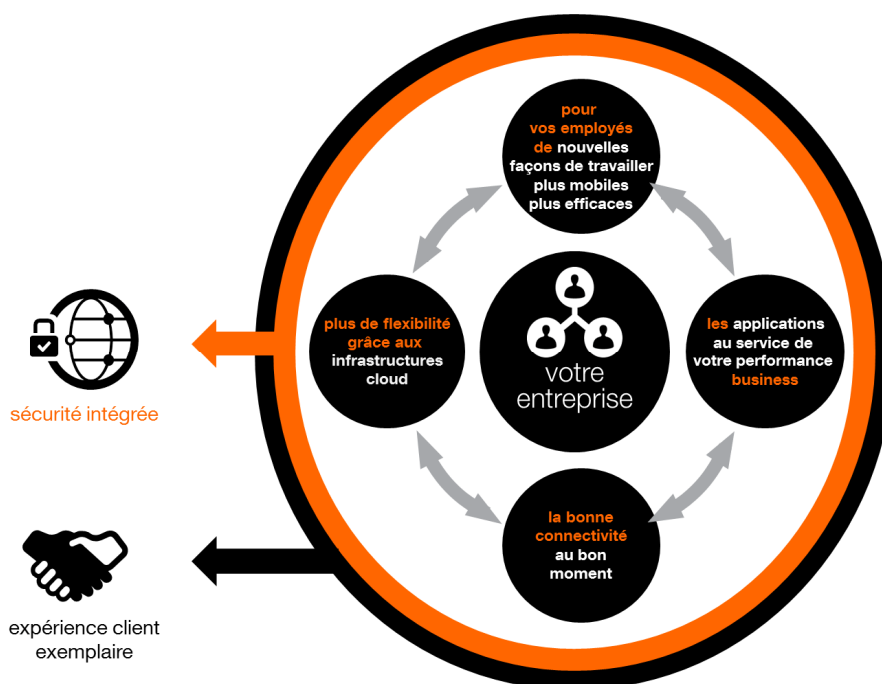 pour
vos employés
de nouvelles
façons de travailler
plus mobiles
plus efficaces
plus de flexibilité
grâce aux
infrastructures
cloud
votre
entreprise
les applications
au service de
votre performance
business
la bonne
connectivité
au bon
moment
sécurité intégrée
expérience client
exemplaire